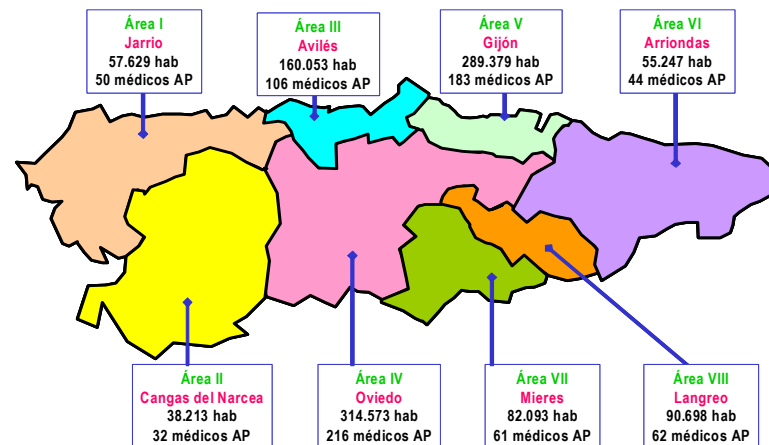 Área I
Jarrio
57.629 hab
50 médicos AP
Área III
Avilés
160.053 hab
106 médicos AP
Área V
Gijón
289.379 hab
183 médicos AP
Área VI
Arriondas
55.247 hab
44 médicos AP
Área II
Cangas del Narcea
38.213 hab
32 médicos AP
Área IV
Oviedo
314.573 hab
216 médicos AP
Área VII
Mieres
82.093 hab
61 médicos AP
Área VIII
Langreo
90.698 hab
62 médicos AP